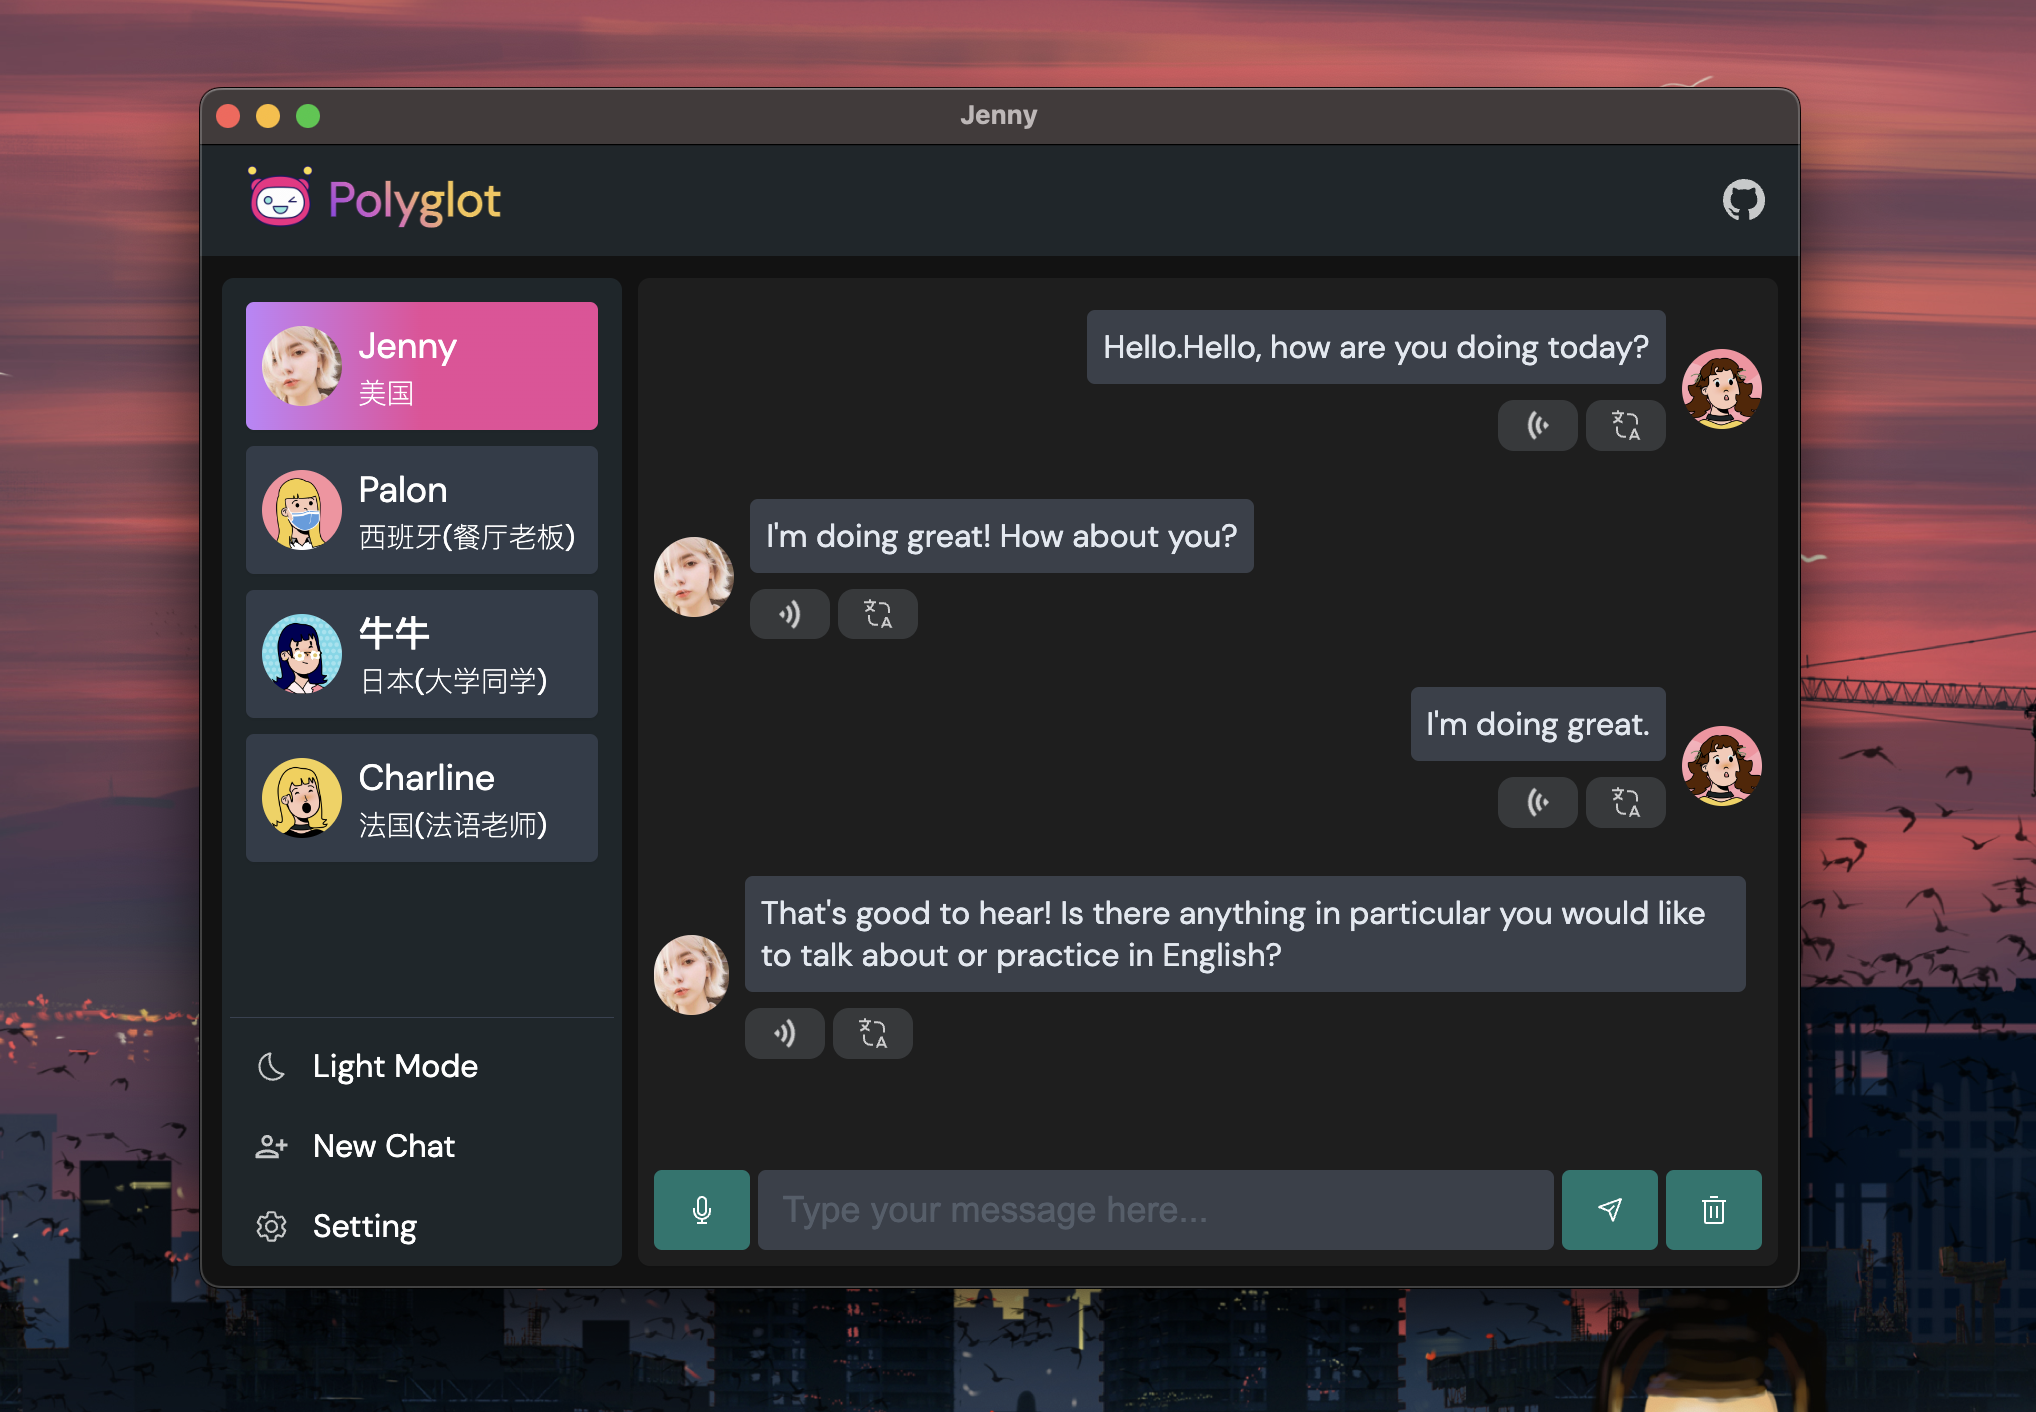 Jenny
Polyglot
Jenny
美国
Palon
西班牙(餐厅老板)
牛牛
日本(大学同学)
Charline
法国(法语老师)
Light Mode
New Chat
Setting
Hello.Hello, how are you doing today?
I'm doing great! How about you?
I'm doing great.
That's good to hear! Is there anything in particular you would like
to talk about or practice in English?
Type your message here...